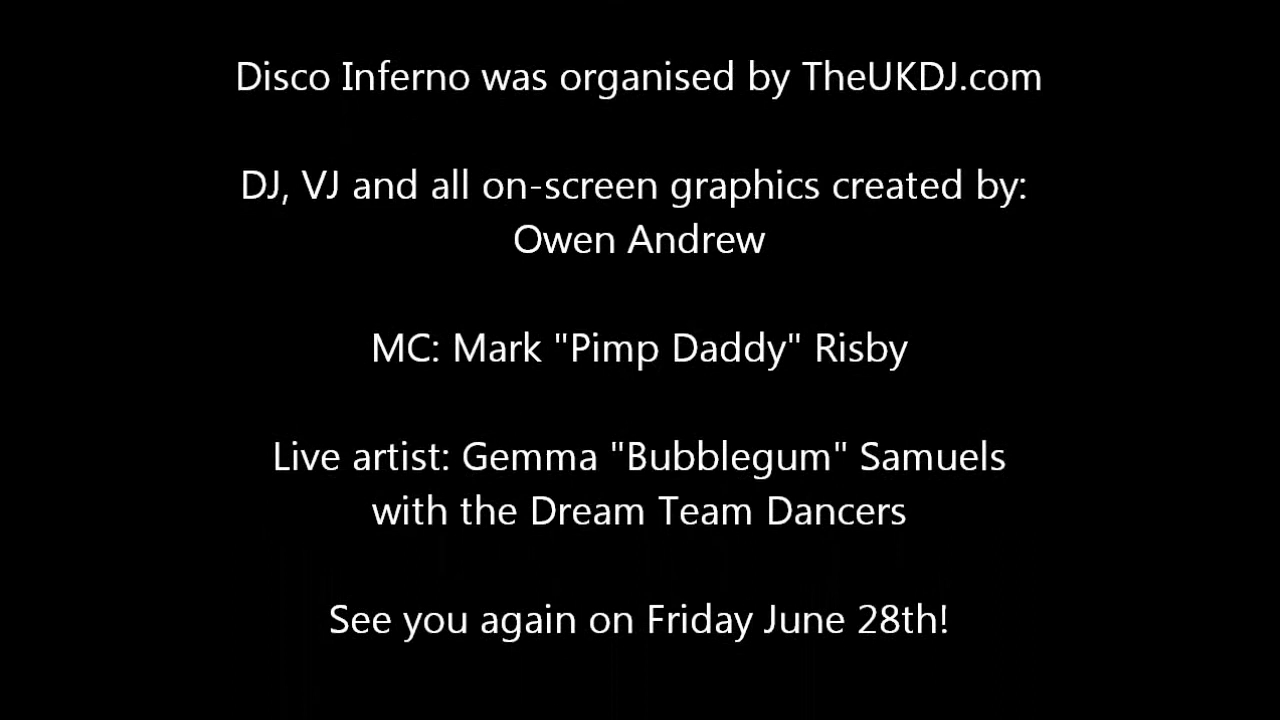 Disco Inferno was organised by TheUKDJ.com
DJ, VJ and all on-screen graphics created by:
Owen Andrew
MC: Mark "Pimp Daddy" Risby
Live artist: Gemma "Bubblegum" Samuels
with the Dream Team Dancers
See you again on Friday June 28th!